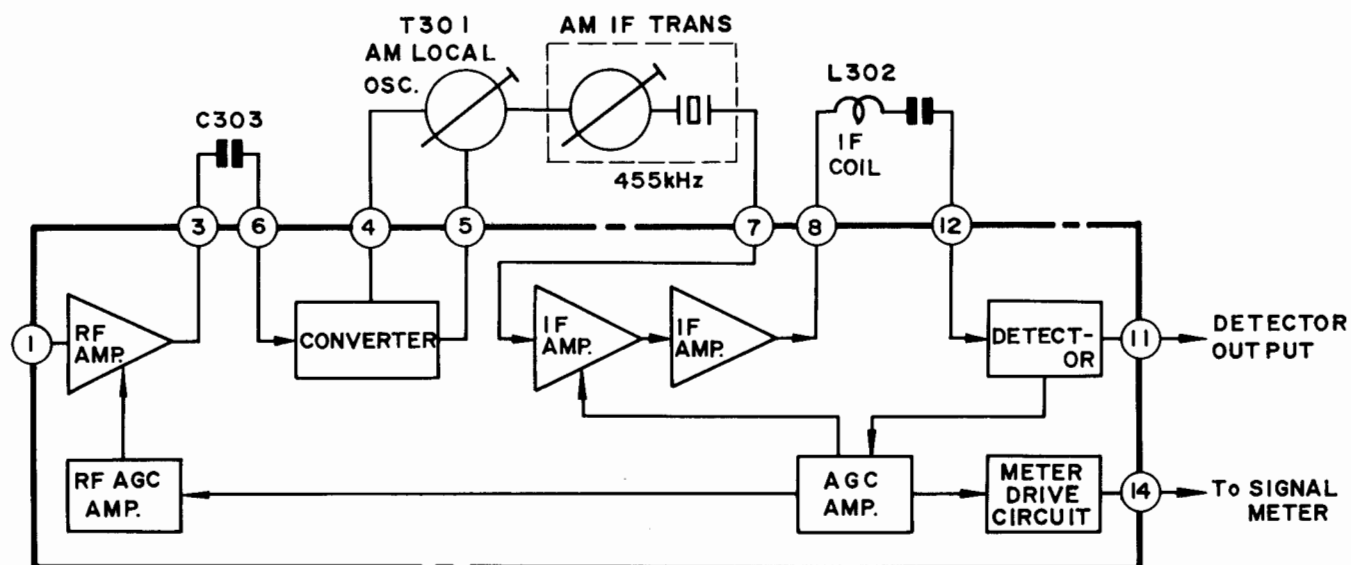 T301
AM LOCAL
OSC.
AM IF TRANS
455kHz
C303
L302
IF
COIL
3
6
4
5
7
8
12
1
RF
AMP.
CONVERTER
IF
AMP.
IF
AMP.
DETECT-
OR
11
DETECTOR
OUTPUT
RF AGC
AMP.
AGC
AMP.
METER
DRIVE
CIRCUIT
14
To SIGNAL
METER